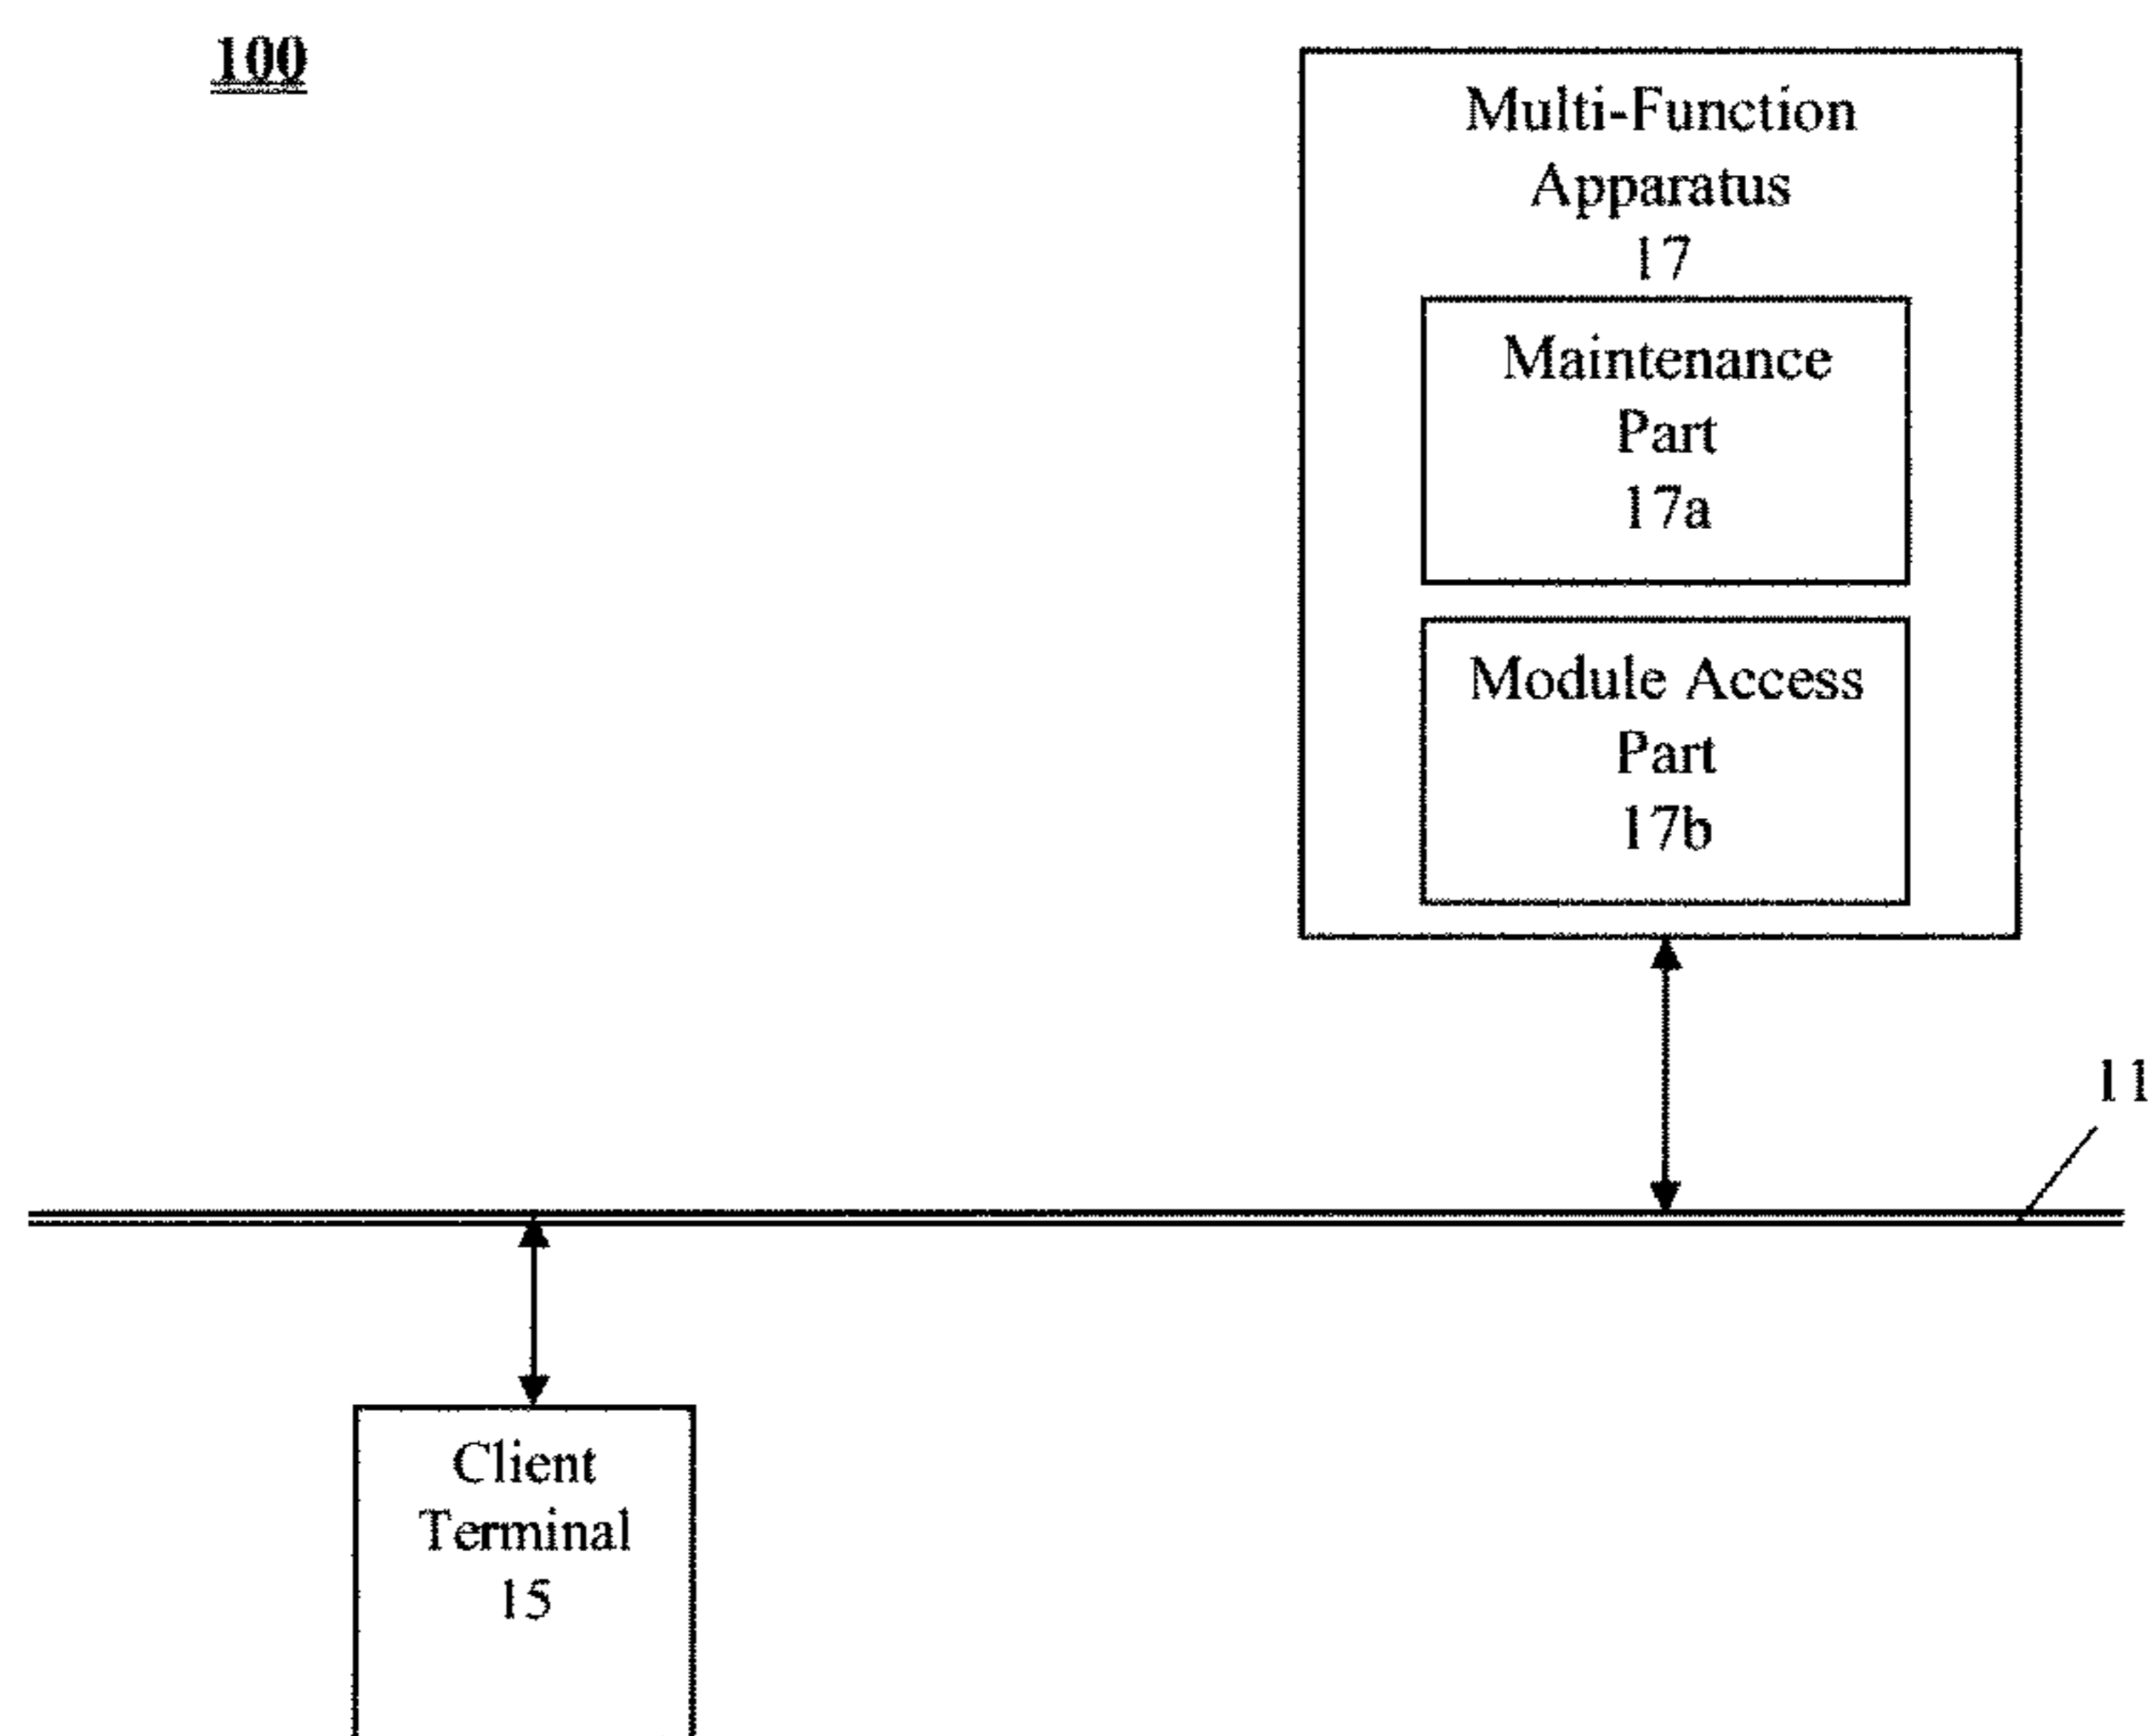 100
Multi-Function
Apparatus
17
Maintenance
Part
17a
Module Access
Part
17b
11
Client
Terminal
15